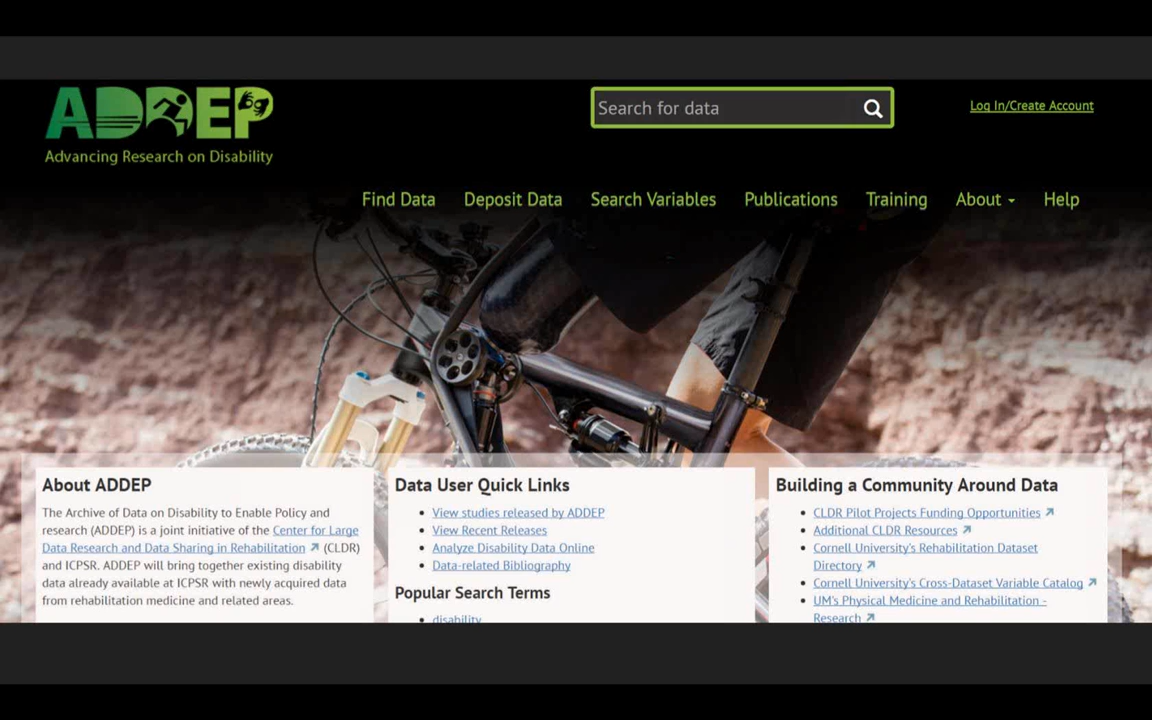 ADDEP
Advancing Research on Disability
Search for data
Log In/Create Account
Find Data
Deposit Data
Search Variables
Publications
Training
About
Help
About ADDEP
The Archive of Data on Disability to Enable Policy and
research (ADDEP) is a joint initiative of the Center for Large
Data Research and Data Sharing in Rehabilitation (CLDR)
and ICPSR. ADDEP will bring together existing disability
data already available at ICPSR with newly acquired data
from rehabilitation medicine and related areas.
Data User Quick Links
• View studies released by ADDEP
• View Recent Releases
• Analyze Disability Data Online
• Data-related Bibliography
Popular Search Terms
• disability
Building a Community Around Data
• CLDR Pilot Projects Funding Opportunities
• Additional CLDR Resources
• Cornell University's Rehabilitation Dataset
Directory
• Cornell University's Cross-Dataset Variable Catalog
• UM's Physical Medicine and Rehabilitation -
Research